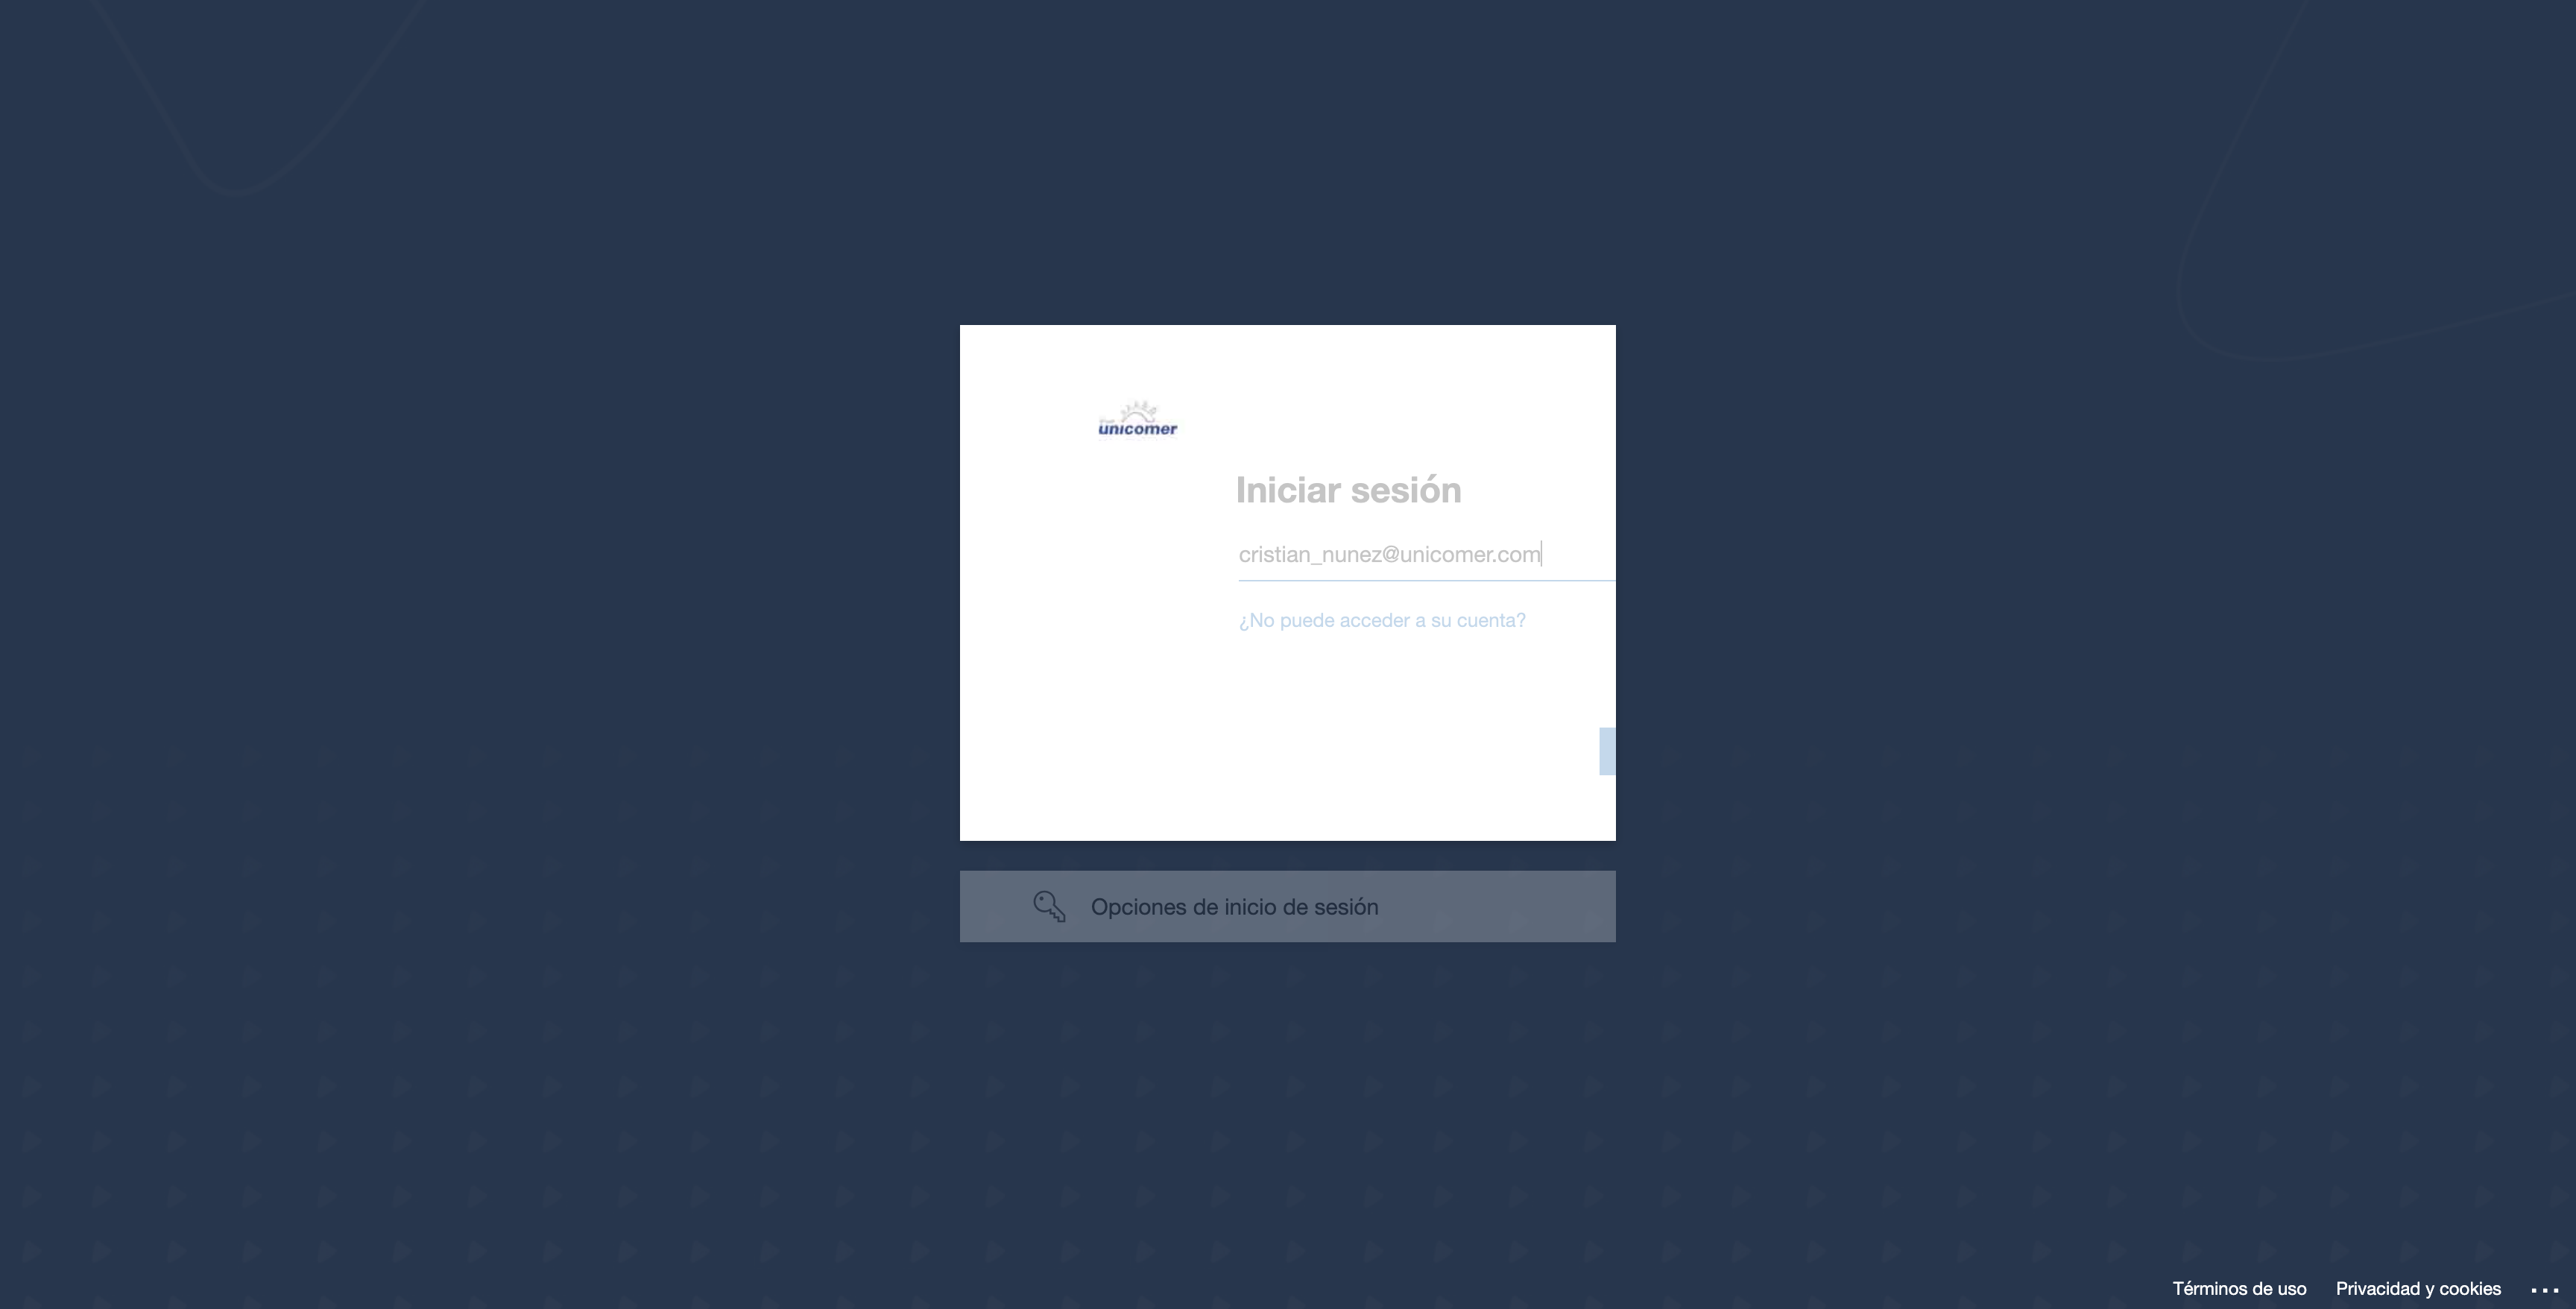 unicomer
Iniciar sesión
cristian_nunez@unicomer.com
¿No puede acceder a su cuenta?
Opciones de inicio de sesión
Términos de uso Privacidad y cookies ...